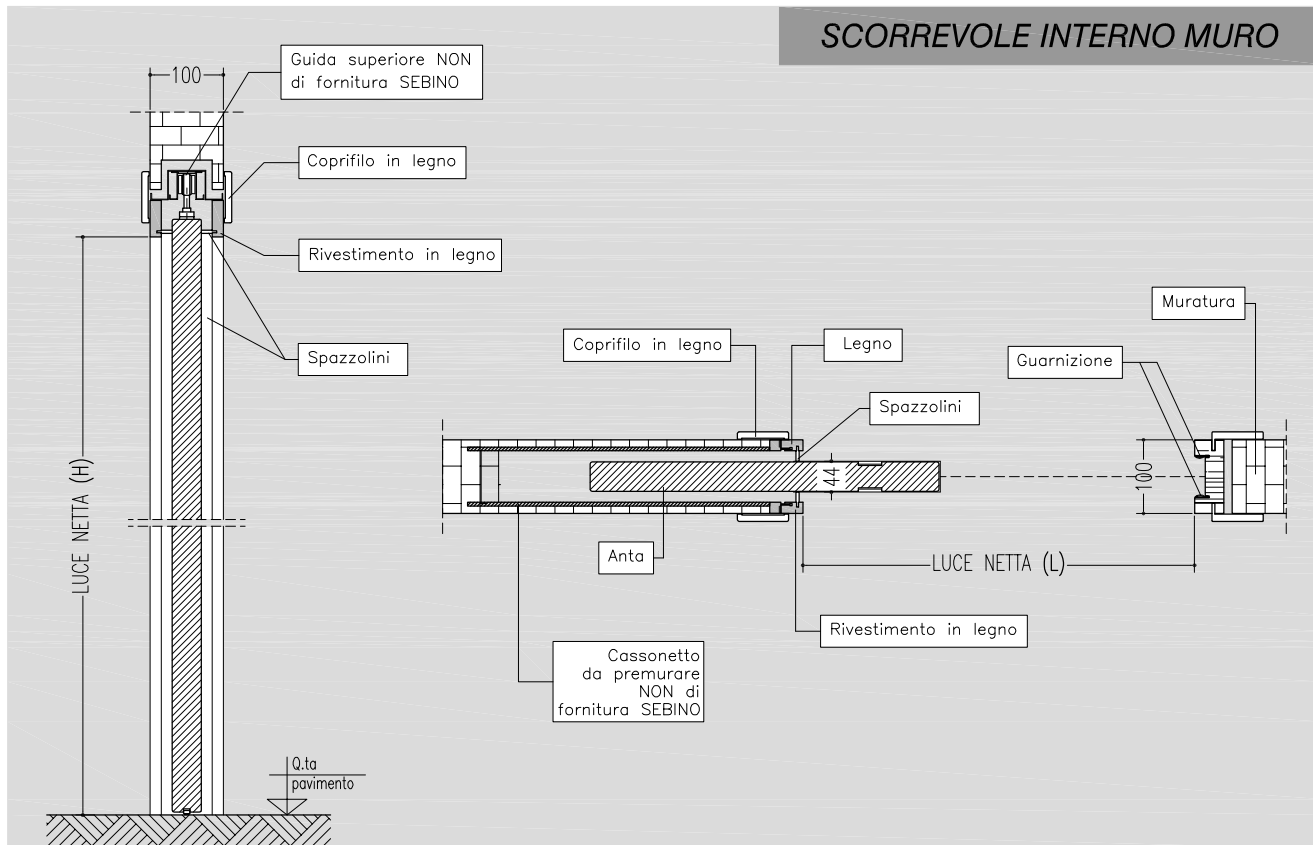 SCORREVOLE INTERNO MURO
Guida superiore NON
di fornitura SEBINO
100
Coprifilo in legno
Rivestimento in legno
Spazzolini
LUCE NETTA (H)
Q.ta
pavimento
Muratura
Coprifilo in legno
Legno
Guarnizione
Spazzolini
44
100
Anta
LUCE NETTA (L)
Rivestimento in legno
Cassonetto
da premurare
NON di
fornitura SEBINO